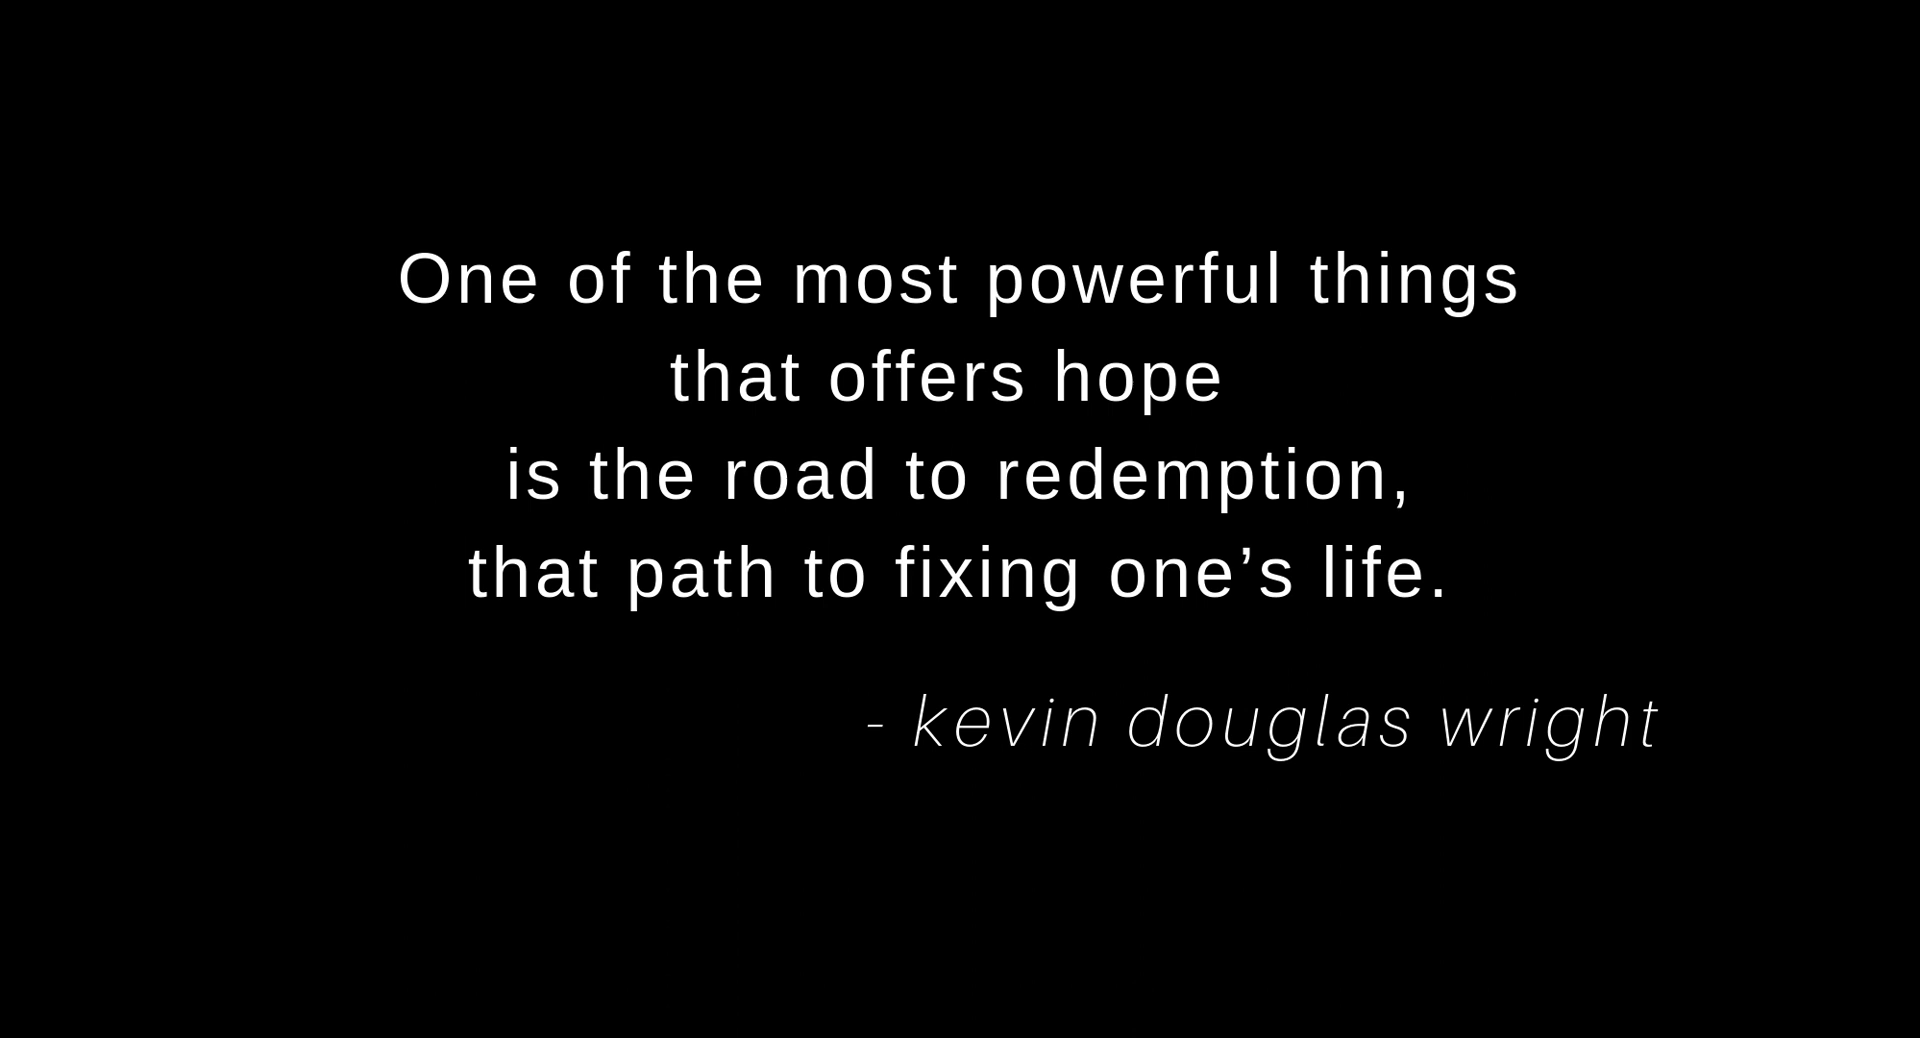 One of the most powerful things
that offers hope
is the road to redemption,
that path to fixing one’s life.
- kevin douglas wright